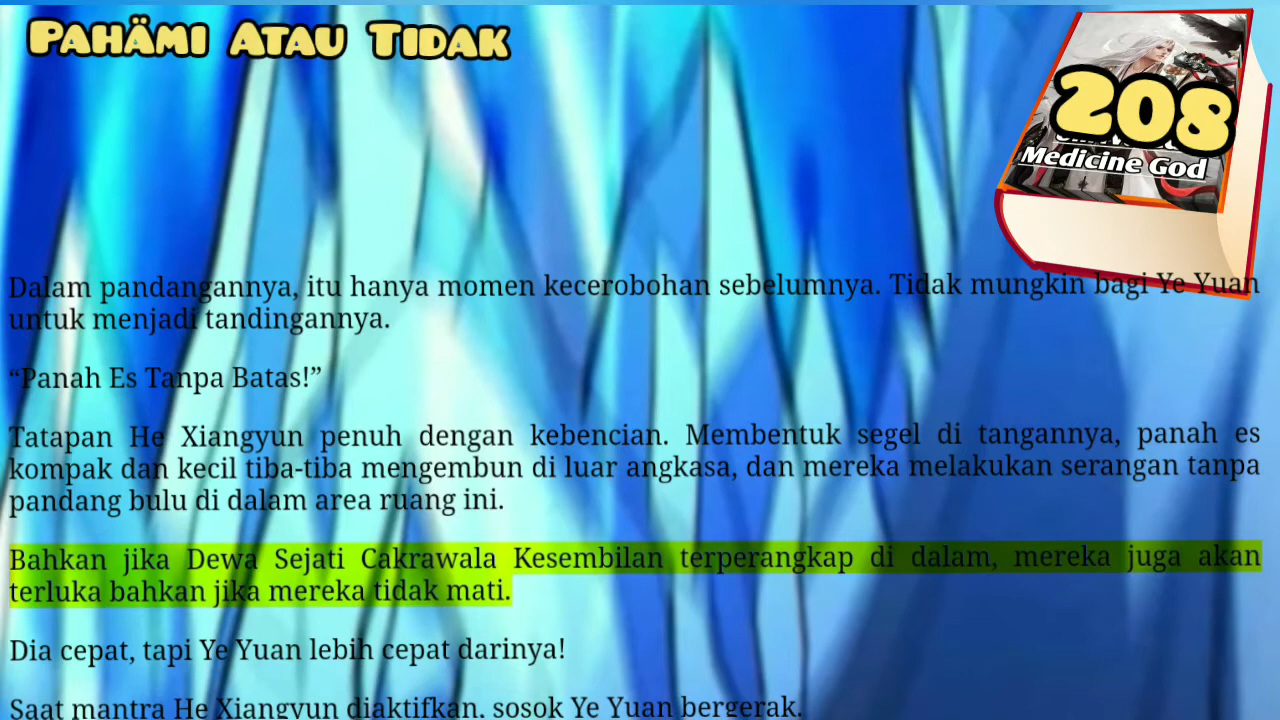 PAHÄMI ATAU TIDAK
208
Medicine God
Dalam pandangannya, itu hanya momen kecerobohan sebelumnya. Tidak mungkin bagi Ye Yuan
untuk menjadi tandingannya.
“Panah Es Tanpa Batas!”
Tatapan He Xiangyun penuh dengan kebencian. Membentuk segel di tangannya, panah es
kompak dan kecil tiba-tiba mengembun di luar angkasa, dan mereka melakukan serangan tanpa
pandang bulu di dalam area ruang ini.
Bahkan jika Dewa Sejati Cakrawala Kesembilan terperangkap di dalam, mereka juga akan
terluka bahkan jika mereka tidak mati.
Dia cepat, tapi Ye Yuan lebih cepat darinya!
Saat mantra He Xiangyun diaktifkan, sosok Ye Yuan bergerak.